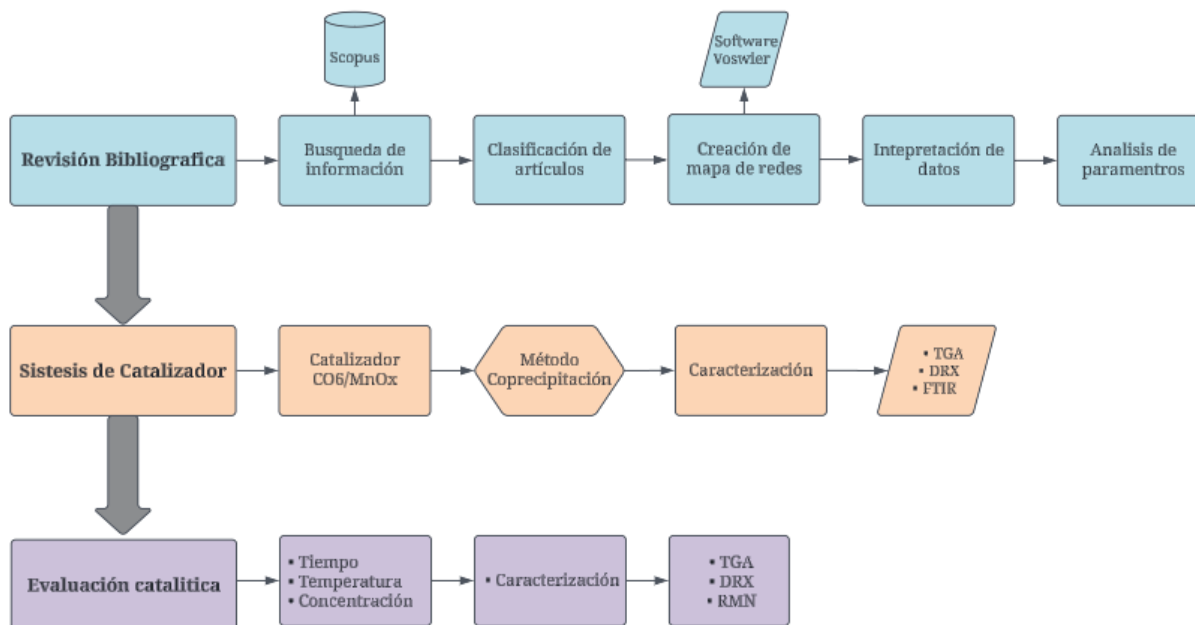 Scopus
Software
Voswier
Revisión Bibliografica
Busqueda de
información
Clasificación de
artículos
Creación de
mapa de redes
Intepretación de
datos
Analisis de
paramentros
Sistesis de Catalizador
Catalizador
CO6/MnOx
Método
Coprecipitación
Caracterización
▪ TGA
▪ DRX
▪ FTIR
Evaluación catalitica
▪ Tiempo
▪ Temperatura
▪ Concentración
▪ Caracterización
▪ TGA
▪ DRX
▪ RMN